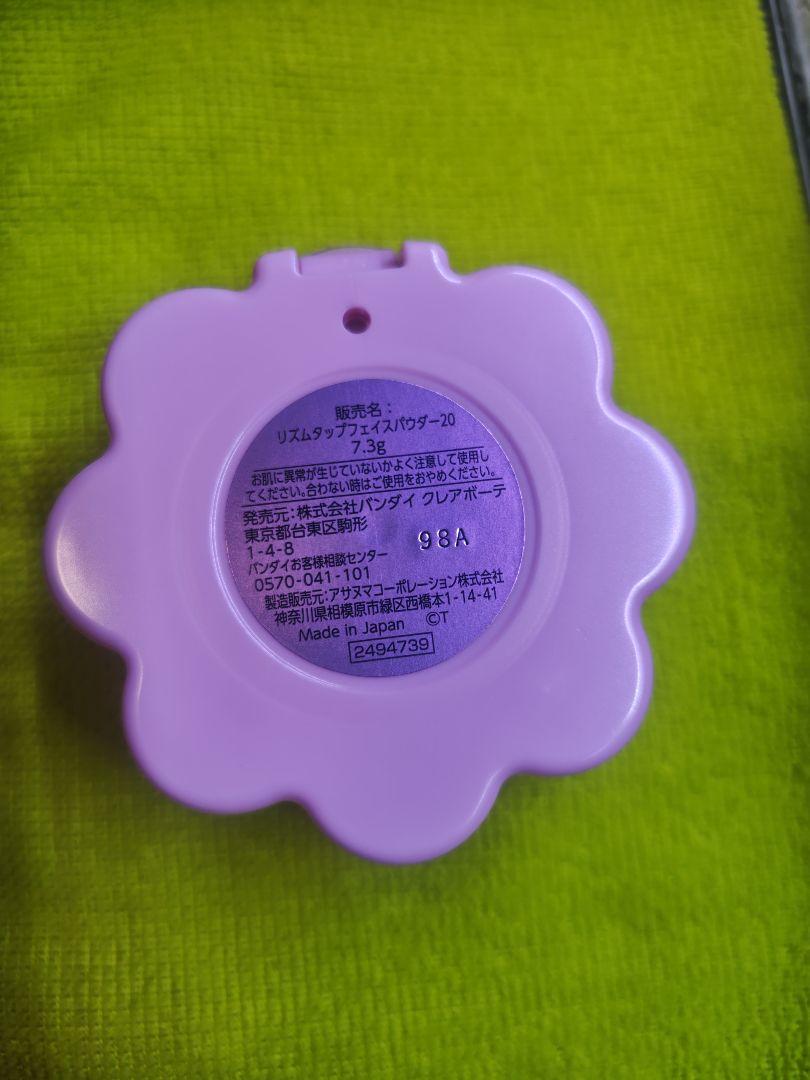 販売名：
リズムタップフェイスパウダー20
7.3g
お肌に異常が生じていないかよく注意して使用し
てください。合わない時はご使用をおやめください。
発売元：株式会社バンダイ クレアボーテ
東京都台東区駒形
1-4-8
98A
バンダイお客様相談センター
0570-041-101
製造販売元：アサヌマコーポレーション株式会社
神奈川県相模原市緑区西橋本1-14-41
Made in Japan ©T
2494739